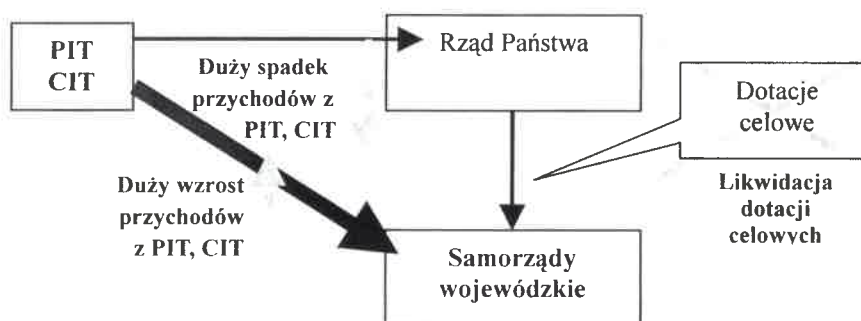 PIT
CIT
Rząd Państwa
Duży spadek
przychodów z
PIT, CIT
Dotacje
celowe
Likwidacja
dotacji
celowych
Duży wzrost
przychodów
z PIT, CIT
Samorządy
wojewódzkie